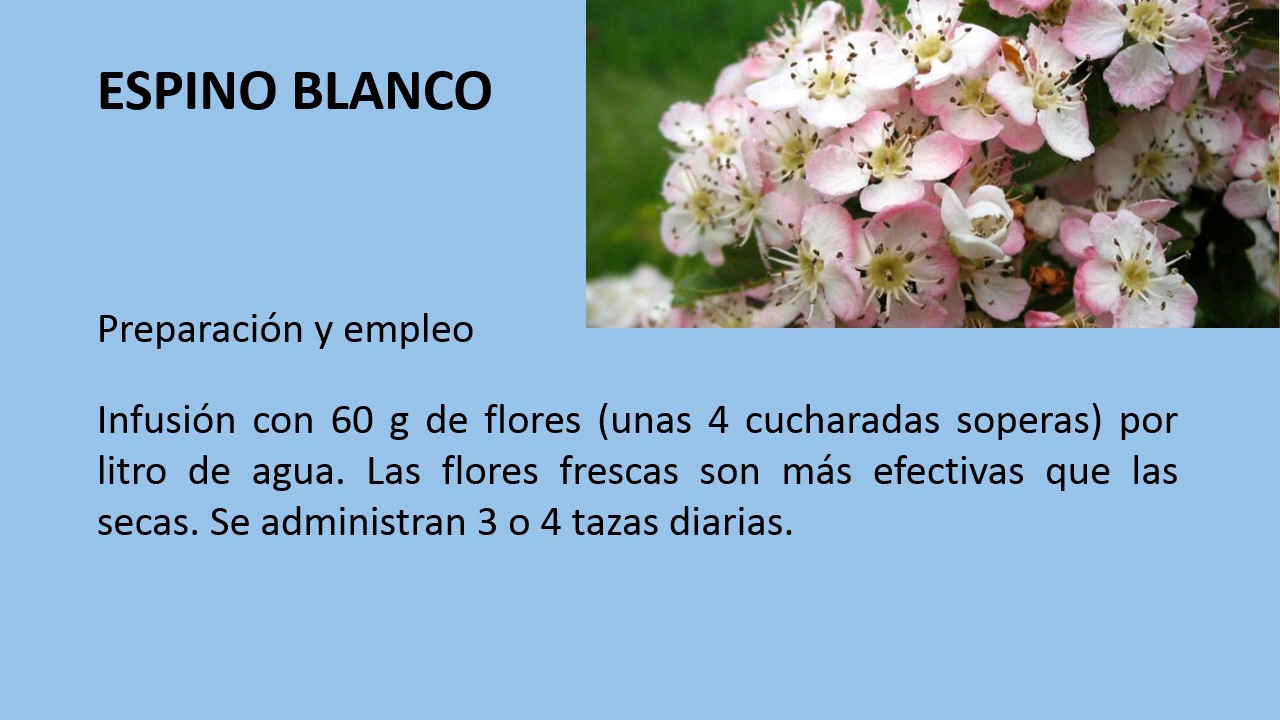 ESPINO BLANCO
Preparación y empleo
Infusión con 60 g de flores (unas 4 cucharadas soperas) por
litro de agua. Las flores frescas son más efectivas que las
secas. Se administran 3 o 4 tazas diarias.